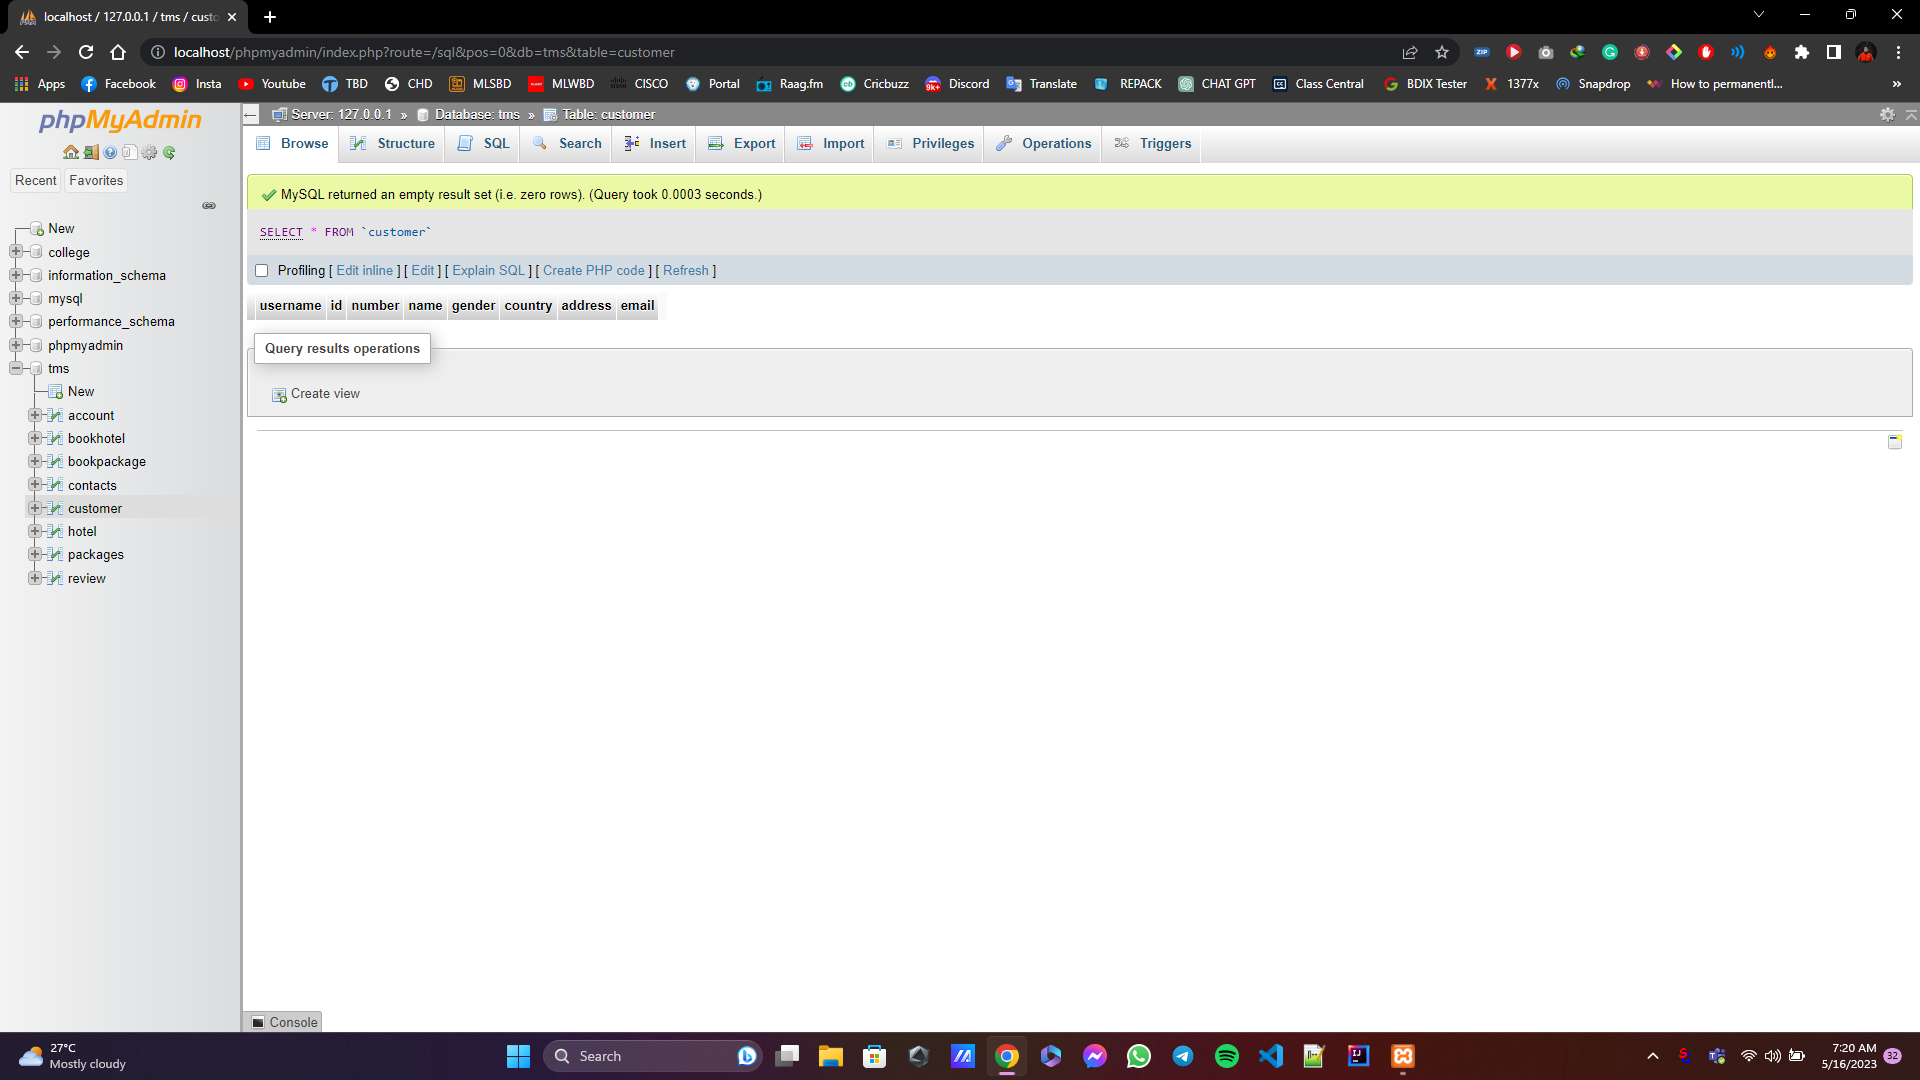 localhost / 127.0.0.1 / tms / custo
localhost/phpmyadmin/index.php?route=/sql&pos=0&db=tms&table=customer
Apps Facebook Insta Youtube TBD CHD MLSBD MLWBD CISCO Portal Raag.fm Cricbuzz Discord Translate REPACK CHAT GPT Class Central BDIX Tester 1377x Snapdrop How to permanentl... »
phpMyAdmin
Recent Favorites
New
college
information_schema
mysql
performance_schema
phpmyadmin
tms
New
account
bookhotel
bookpackage
contacts
customer
hotel
packages
review
Server: 127.0.0.1 » Database: tms » Table: customer
Browse Structure SQL Search Insert Export Import Privileges Operations Triggers
MySQL returned an empty result set (i.e. zero rows). (Query took 0.0003 seconds.)
SELECT * FROM `customer`
Profiling [ Edit inline ] [ Edit ] [ Explain SQL ] [ Create PHP code ] [ Refresh ]
username id number name gender country address email
Query results operations
Create view
Console
27°C
Mostly cloudy
Search
7:20 AM
5/16/2023
32